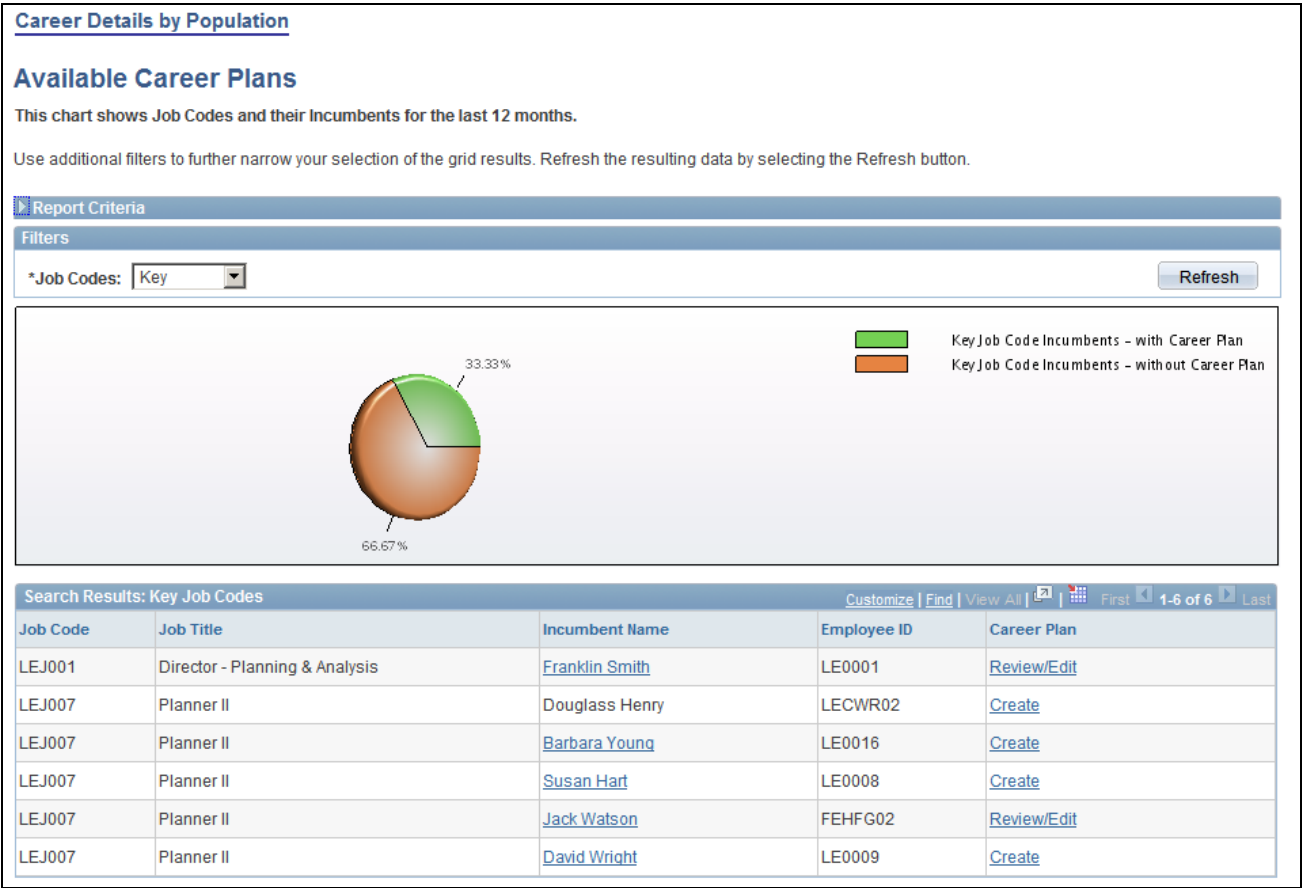 Career Details by Population
Available Career Plans
This chart shows Job Codes and their Incumbents for the last 12 months.
Use additional filters to further narrow your selection of the grid results. Refresh the resulting data by selecting the Refresh button.
Report Criteria
Filters
*Job Codes: Key Refresh
Key Job Code Incumbents - with Career Plan
Key Job Code Incumbents - without Career Plan
33.33%
66.67%
Search Results: Key Job Codes Customize | Find | View All | | First 1-6 of 6 Last
Job Code Job Title Incumbent Name Employee ID Career Plan
LEJ001 Director - Planning & Analysis Franklin Smith LE0001 Review/Edit
LEJ007 Planner II Douglass Henry LECWR02 Create
LEJ007 Planner II Barbara Young LE0016 Create
LEJ007 Planner II Susan Hart LE0008 Create
LEJ007 Planner II Jack Watson FEHFG02 Review/Edit
LEJ007 Planner II David Wright LE0009 Create